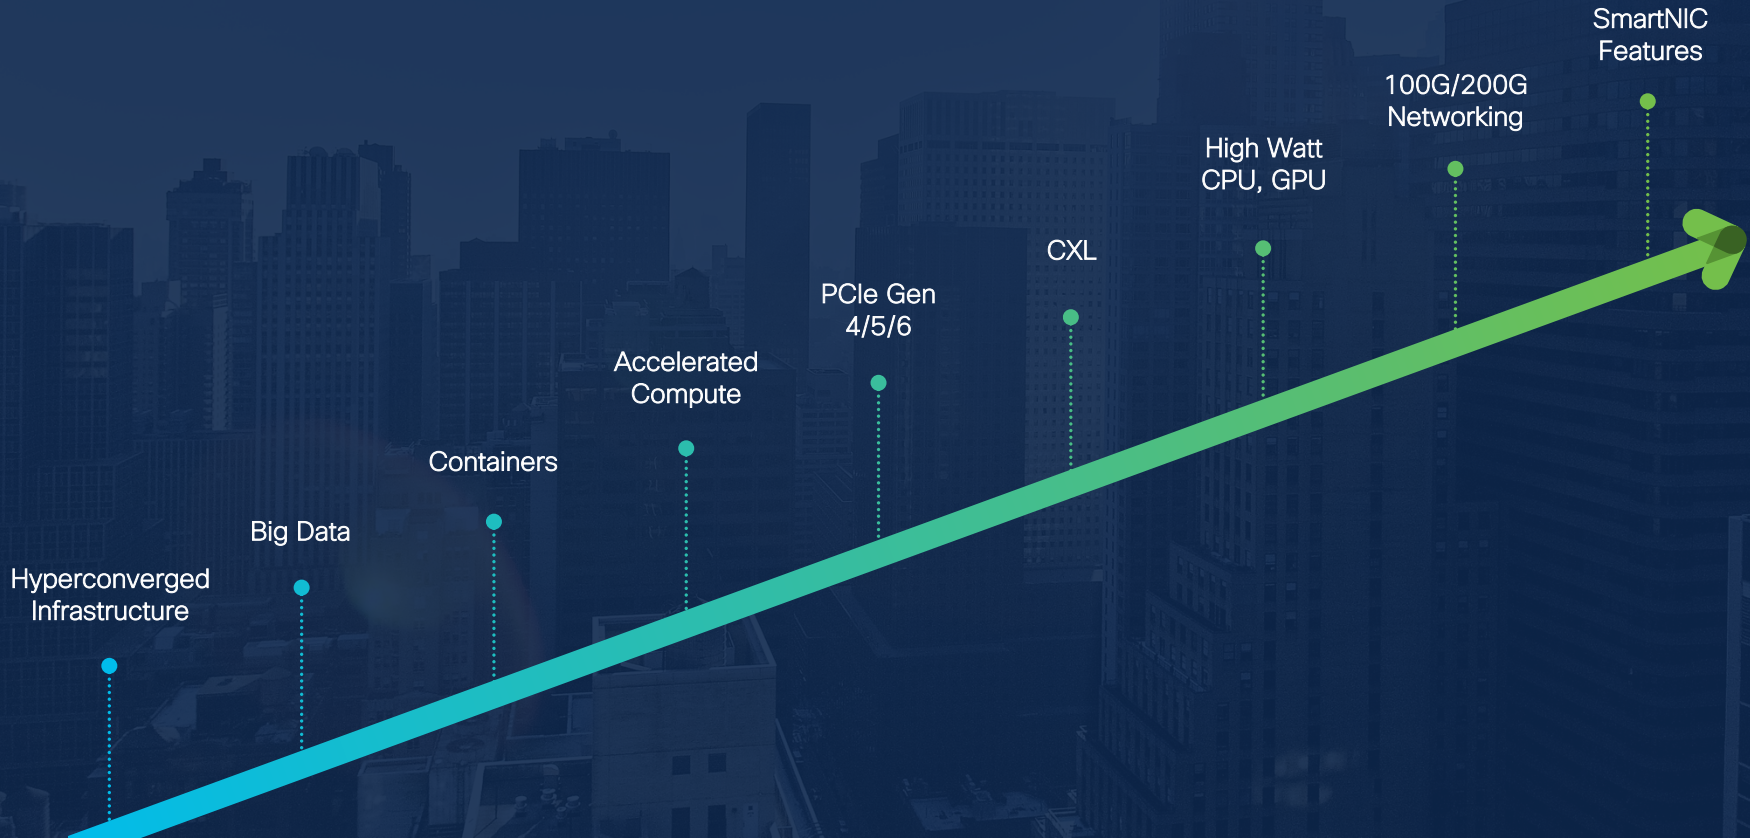 Hyperconverged
Infrastructure
Big Data
Containers
Accelerated
Compute
PCIe Gen
4/5/6
CXL
High Watt
CPU, GPU
100G/200G
Networking
SmartNIC
Features